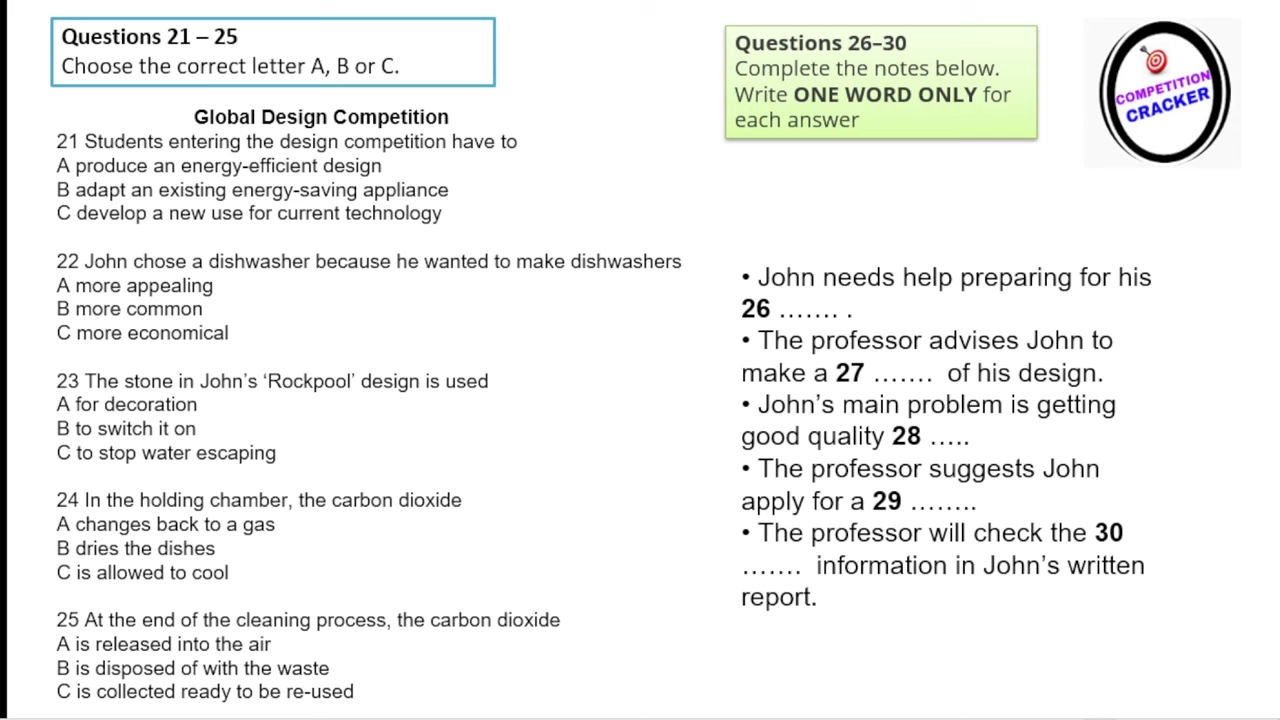 Questions 21 – 25
Choose the correct letter A, B or C.
Global Design Competition
21 Students entering the design competition have to
A produce an energy-efficient design
B adapt an existing energy-saving appliance
C develop a new use for current technology
22 John chose a dishwasher because he wanted to make dishwashers
A more appealing
B more common
C more economical
23 The stone in John’s ‘Rockpool’ design is used
A for decoration
B to switch it on
C to stop water escaping
24 In the holding chamber, the carbon dioxide
A changes back to a gas
B dries the dishes
C is allowed to cool
25 At the end of the cleaning process, the carbon dioxide
A is released into the air
B is disposed of with the waste
C is collected ready to be re-used
Questions 26–30
Complete the notes below.
Write ONE WORD ONLY for
each answer
COMPETITION
CRACKER
• John needs help preparing for his
26 ……. .
• The professor advises John to
make a 27 ……. of his design.
• John’s main problem is getting
good quality 28 …..
• The professor suggests John
apply for a 29 ……..
• The professor will check the 30
……. information in John’s written
report.